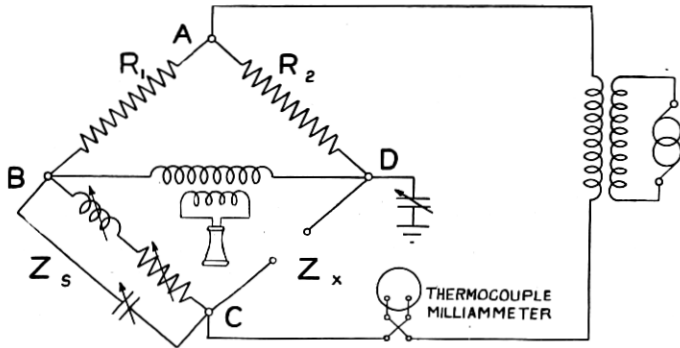 A
R₁
R₂
B
D
Zₛ
Zₓ
C
THERMOCOUPLE
MILLIAMMETER